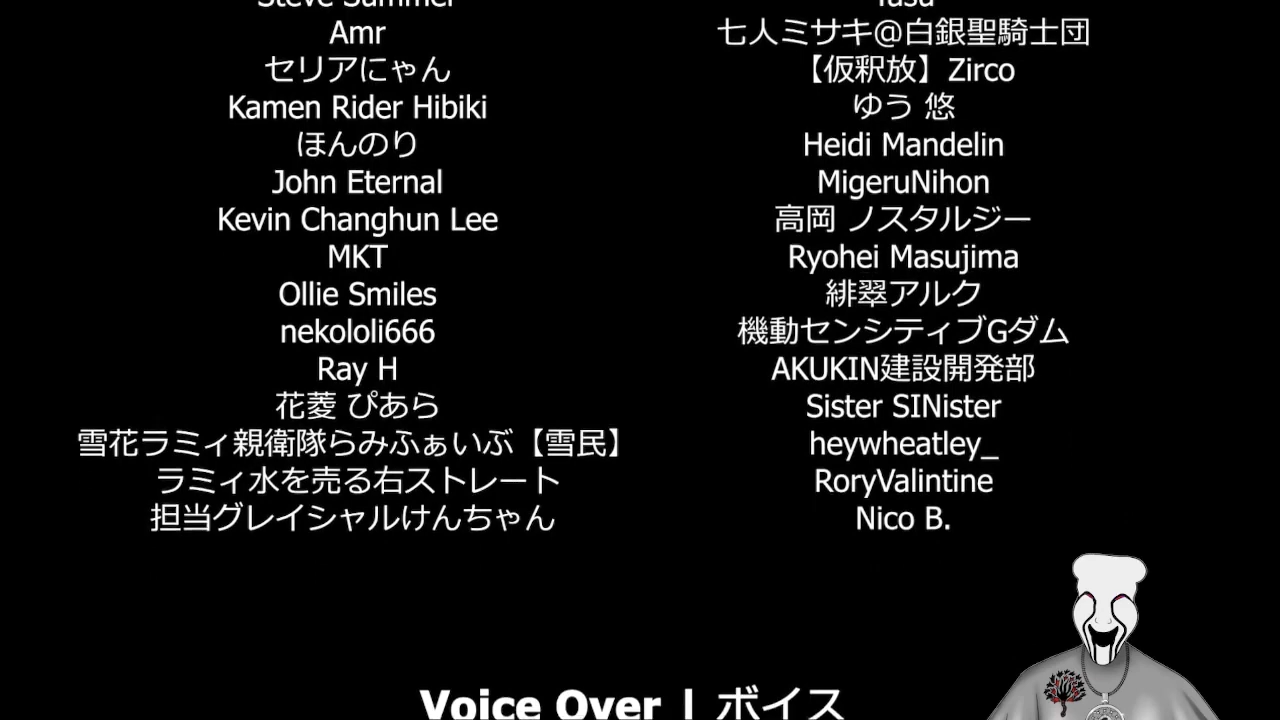 Steve Summer
Amr
セリアにゃん
Kamen Rider Hibiki
ほんのり
John Eternal
Kevin Changhun Lee
MKT
Ollie Smiles
nekololi666
Ray H
花菱 ぴあら
雪花ラミィ親衛隊らみふぁいぶ【雪民】
ラミィ水を売る右ストレート
担当グレイシャルけんちゃん
七人ミサキ@白銀聖騎士団
【仮釈放】Zirco
ゆう 悠
Heidi Mandelin
MigeruNihon
高岡 ノスタルジー
Ryohei Masujima
緋翠アルク
機動センシティブGダム
AKUKIN建設開発部
Sister SINister
heywheatley_
RoryValintine
Nico B.
Voice Over | ボイス